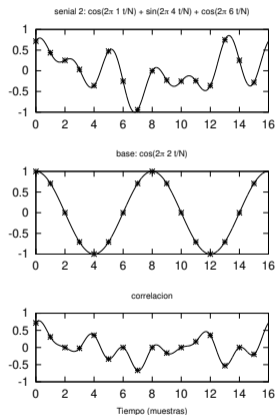 senial 2: cos(2π 1 t/N) + sin(2π 4 t/N) + cos(2π 6 t/N)
1
0.5
0
-0.5
-1
0 2 4 6 8 10 12 14 16
base: cos(2π 2 t/N)
1
0.5
0
-0.5
-1
0 2 4 6 8 10 12 14 16
correlacion
1
0.5
0
-0.5
-1
0 2 4 6 8 10 12 14 16
Tiempo (muestras)